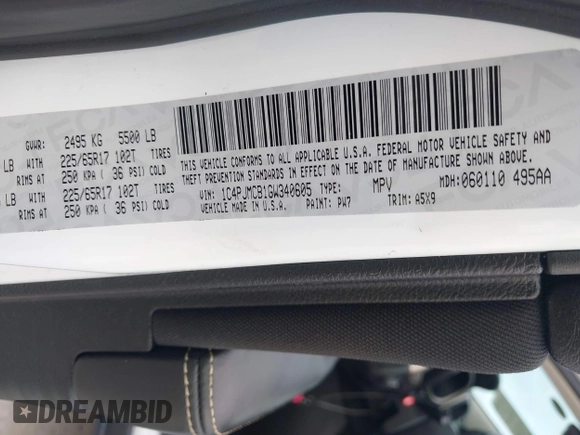 GVWR: 2495 KG 5500 LB
LB WITH 225/65R17 102T TIRES
RIMS AT 250 KPA ( 36 PSI) COLD
LB WITH 225/65R17 102T TIRES
RIMS AT 250 KPA ( 36 PSI) COLD
THIS VEHICLE CONFORMS TO ALL APPLICABLE U.S.A. FEDERAL MOTOR VEHICLE SAFETY AND
THEFT PREVENTION STANDARDS IN EFFECT ON THE DATE OF MANUFACTURE SHOWN ABOVE.
VIN: 1C4PJMCB1GW340605 TYPE: MPV MDH: 060110 495AA
VEHICLE MADE IN U.S.A. PAINT: PW7 TRIM: A5X9
DREAMBID